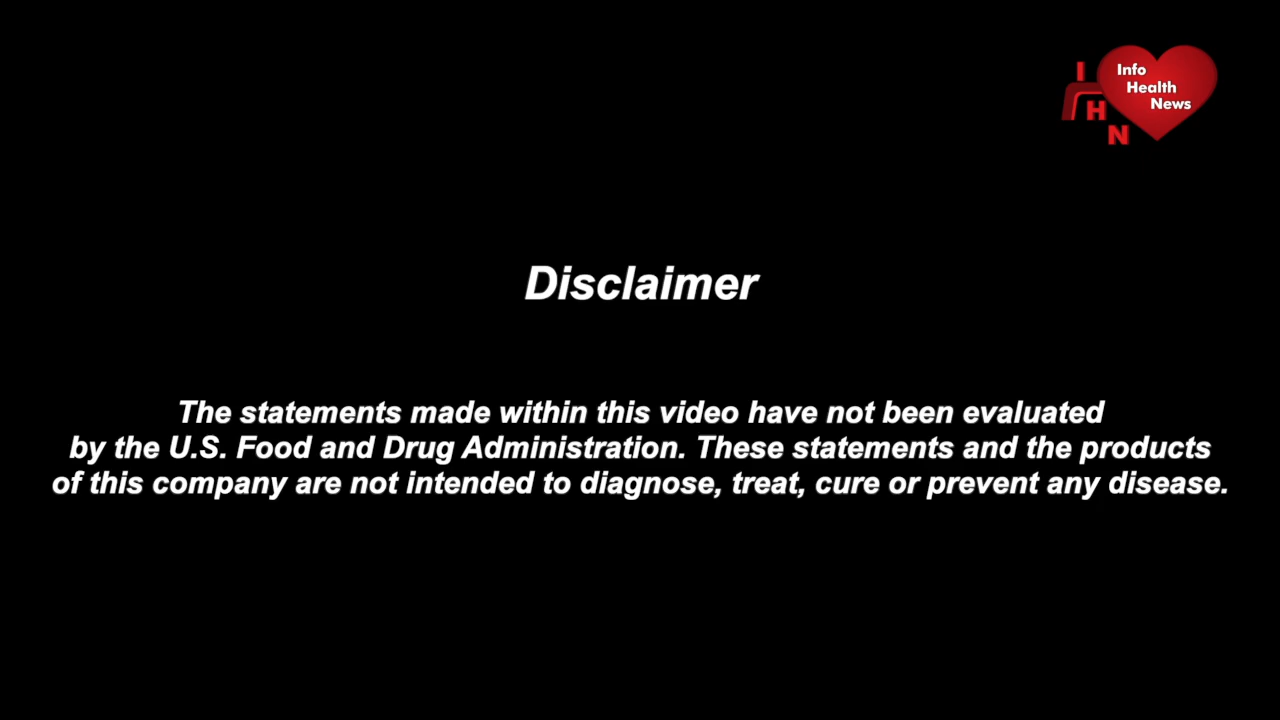 I
H
N
Info
Health
News
Disclaimer
The statements made within this video have not been evaluated
by the U.S. Food and Drug Administration. These statements and the products
of this company are not intended to diagnose, treat, cure or prevent any disease.